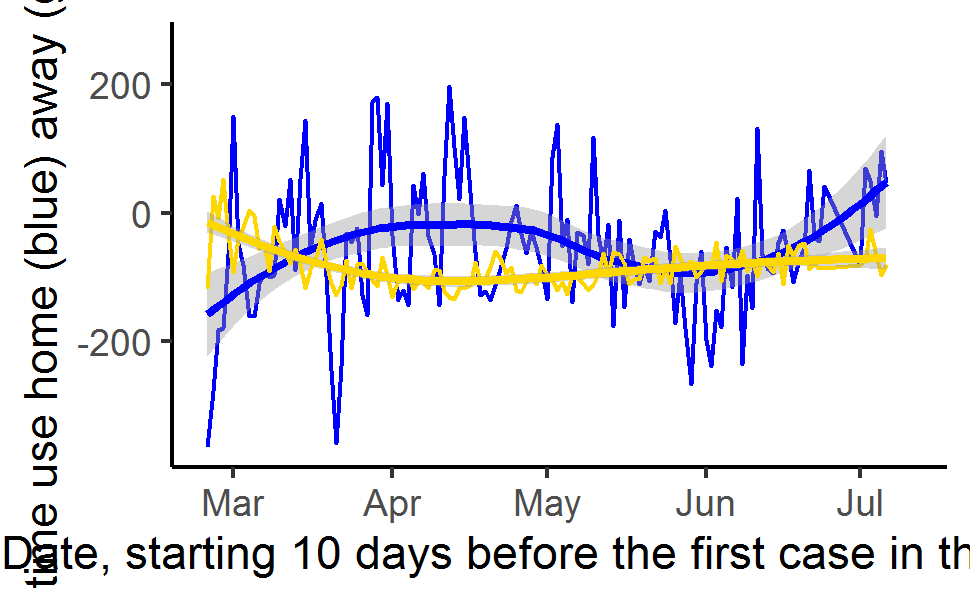 time use home (blue) away (
200
0
-200
Mar Apr May Jun Jul
Date, starting 10 days before the first case in th